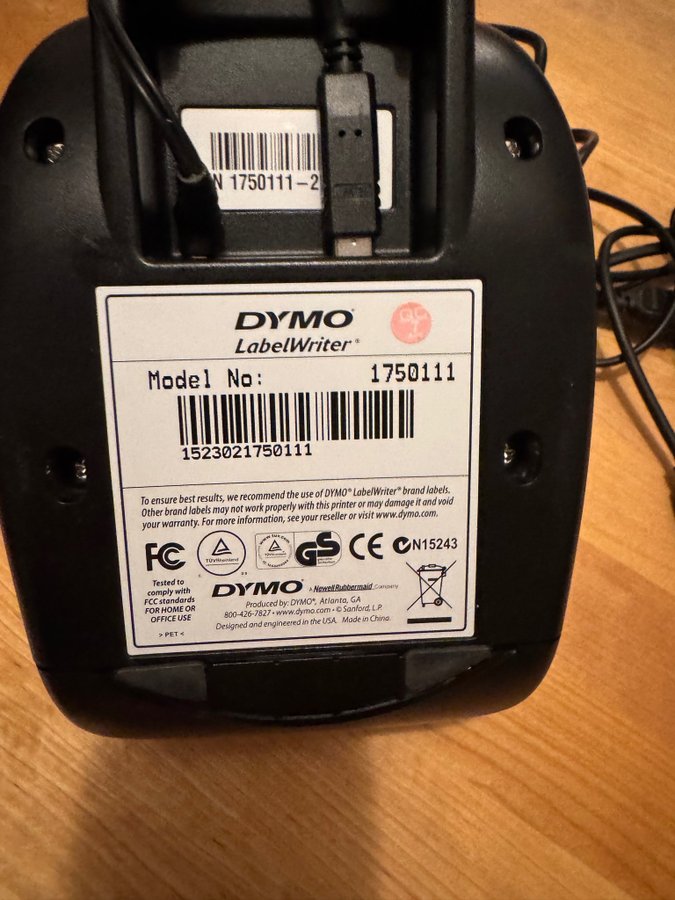 N 1750111-2
DYMO®
LabelWriter®
Model No: 1750111
1523021750111
To ensure best results, we recommend the use of DYMO® LabelWriter® brand labels.
Other brand labels may not work properly with this printer or may damage it and void
your warranty. For more information, see your reseller or visit www.dymo.com.
FC
TÜVRheinland
GS
CE
N15243
Tested to
comply with
FCC standards
FOR HOME OR
OFFICE USE
> PET <
DYMO® A NewellRubbermaid Company
Produced by: DYMO®, Atlanta, GA
800-426-7827 • www.dymo.com • © Sanford, L.P.
Designed and engineered in the USA. Made in China.